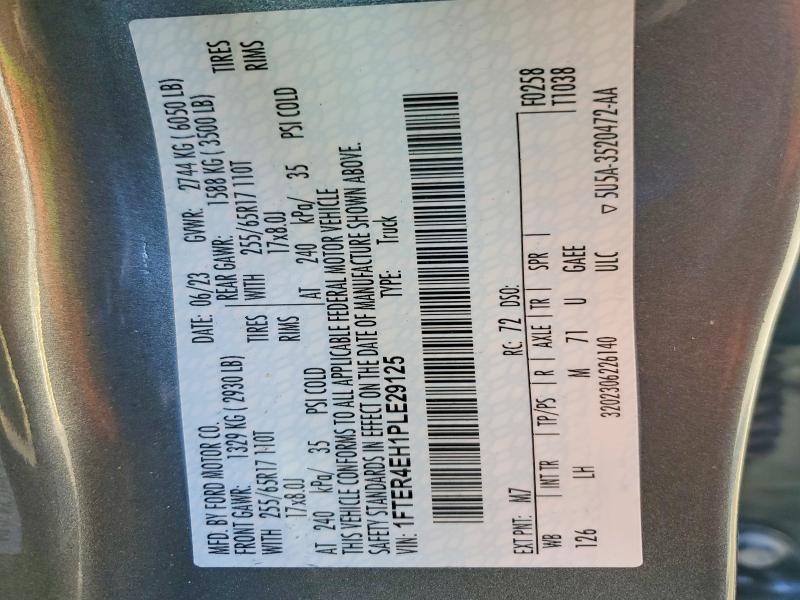 MFD. BY FORD MOTOR CO. DATE: 06/23 GVWR: 2744 KG ( 6050 LB)
FRONT GAWR: 1329 KG ( 2930 LB) REAR GAWR: 1588 KG ( 3500 LB)
WITH 255/65R17 110T TIRES WITH 255/65R17 110T TIRES
17x8.0J RIMS 17x8.0J RIMS
AT 240 kPa/ 35 PSI COLD AT 240 kPa/ 35 PSI COLD
THIS VEHICLE CONFORMS TO ALL APPLICABLE FEDERAL MOTOR VEHICLE
SAFETY STANDARDS IN EFFECT ON THE DATE OF MANUFACTURE SHOWN ABOVE.
VIN: 1FTER4EH1PLE29125 TYPE: Truck
EXT PNT: M7 RC: 72 DSO: F0258
WB INT TR TP/PS R AXLE TR SPR T1038
126 LH M 71 U GAEE
3202306226140 ULC ▽ 5U5A-3520472-AA